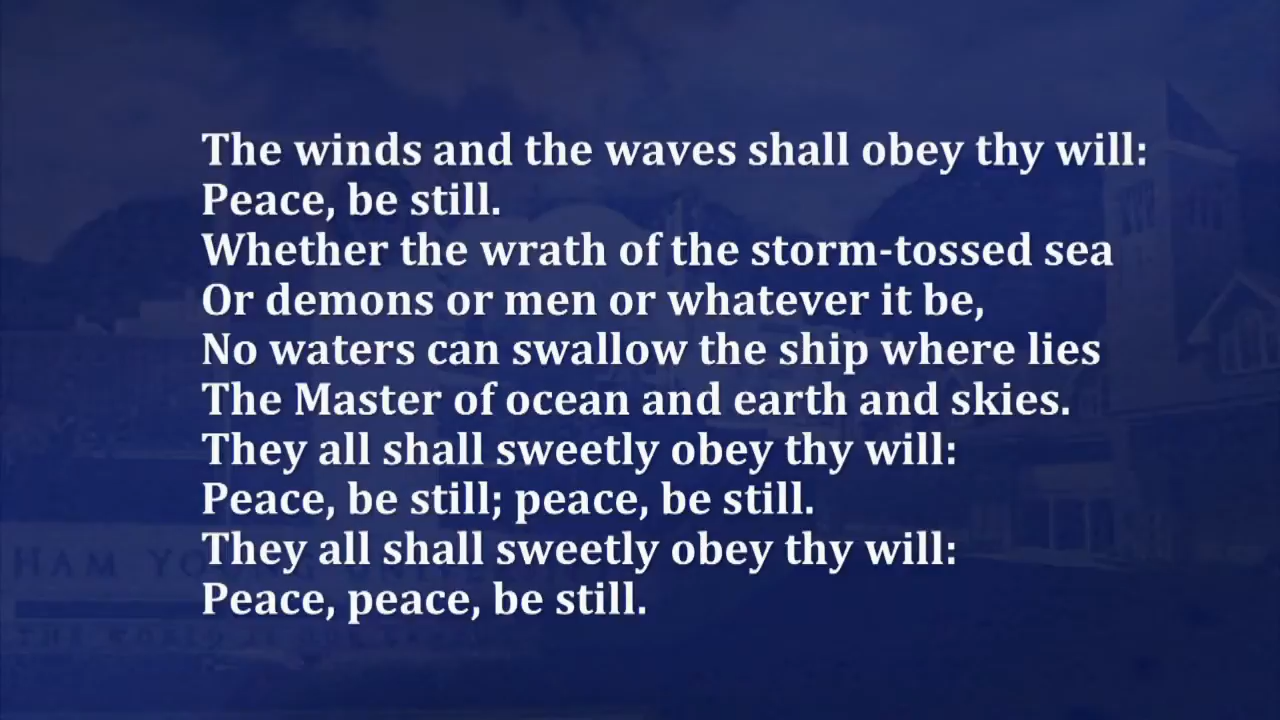 The winds and the waves shall obey thy will:
Peace, be still.
Whether the wrath of the storm-tossed sea
Or demons or men or whatever it be,
No waters can swallow the ship where lies
The Master of ocean and earth and skies.
They all shall sweetly obey thy will:
Peace, be still; peace, be still.
They all shall sweetly obey thy will:
Peace, peace, be still.
HAM YOUNG